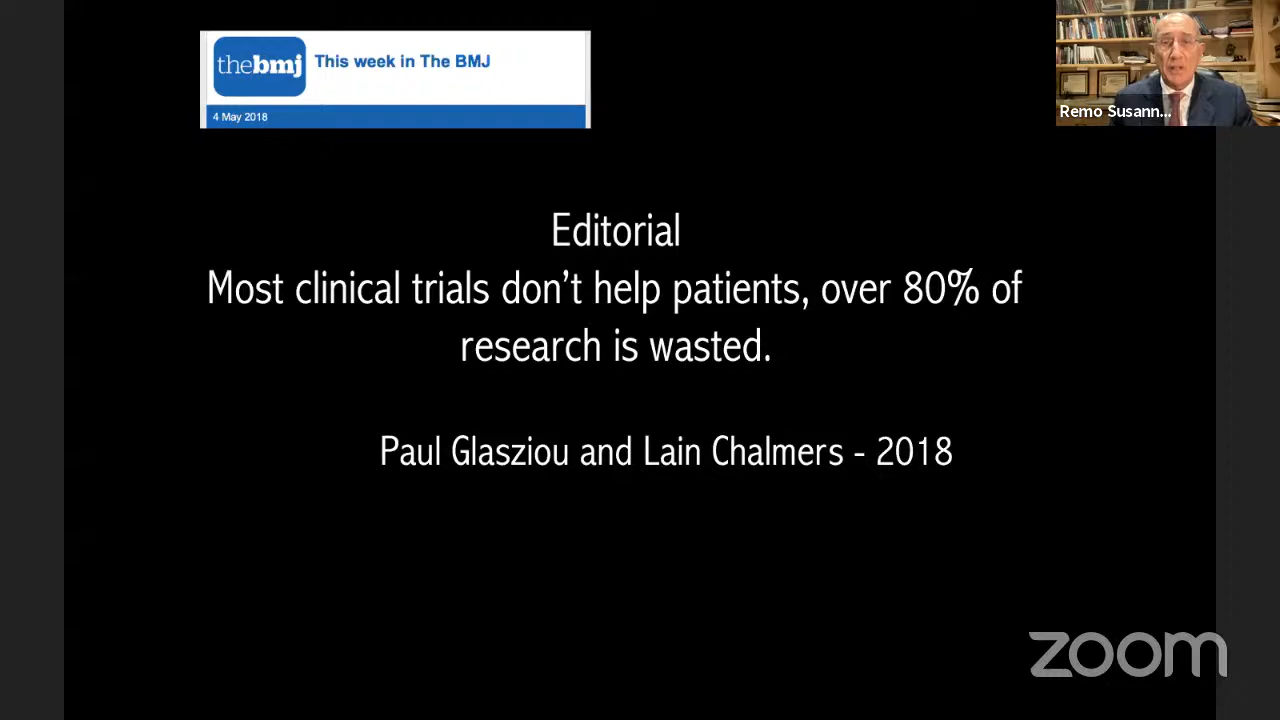 thebmj
This week in The BMJ
4 May 2018
Remo Susann...
Editorial
Most clinical trials don’t help patients, over 80% of
research is wasted.
Paul Glasziou and Lain Chalmers - 2018
zoom